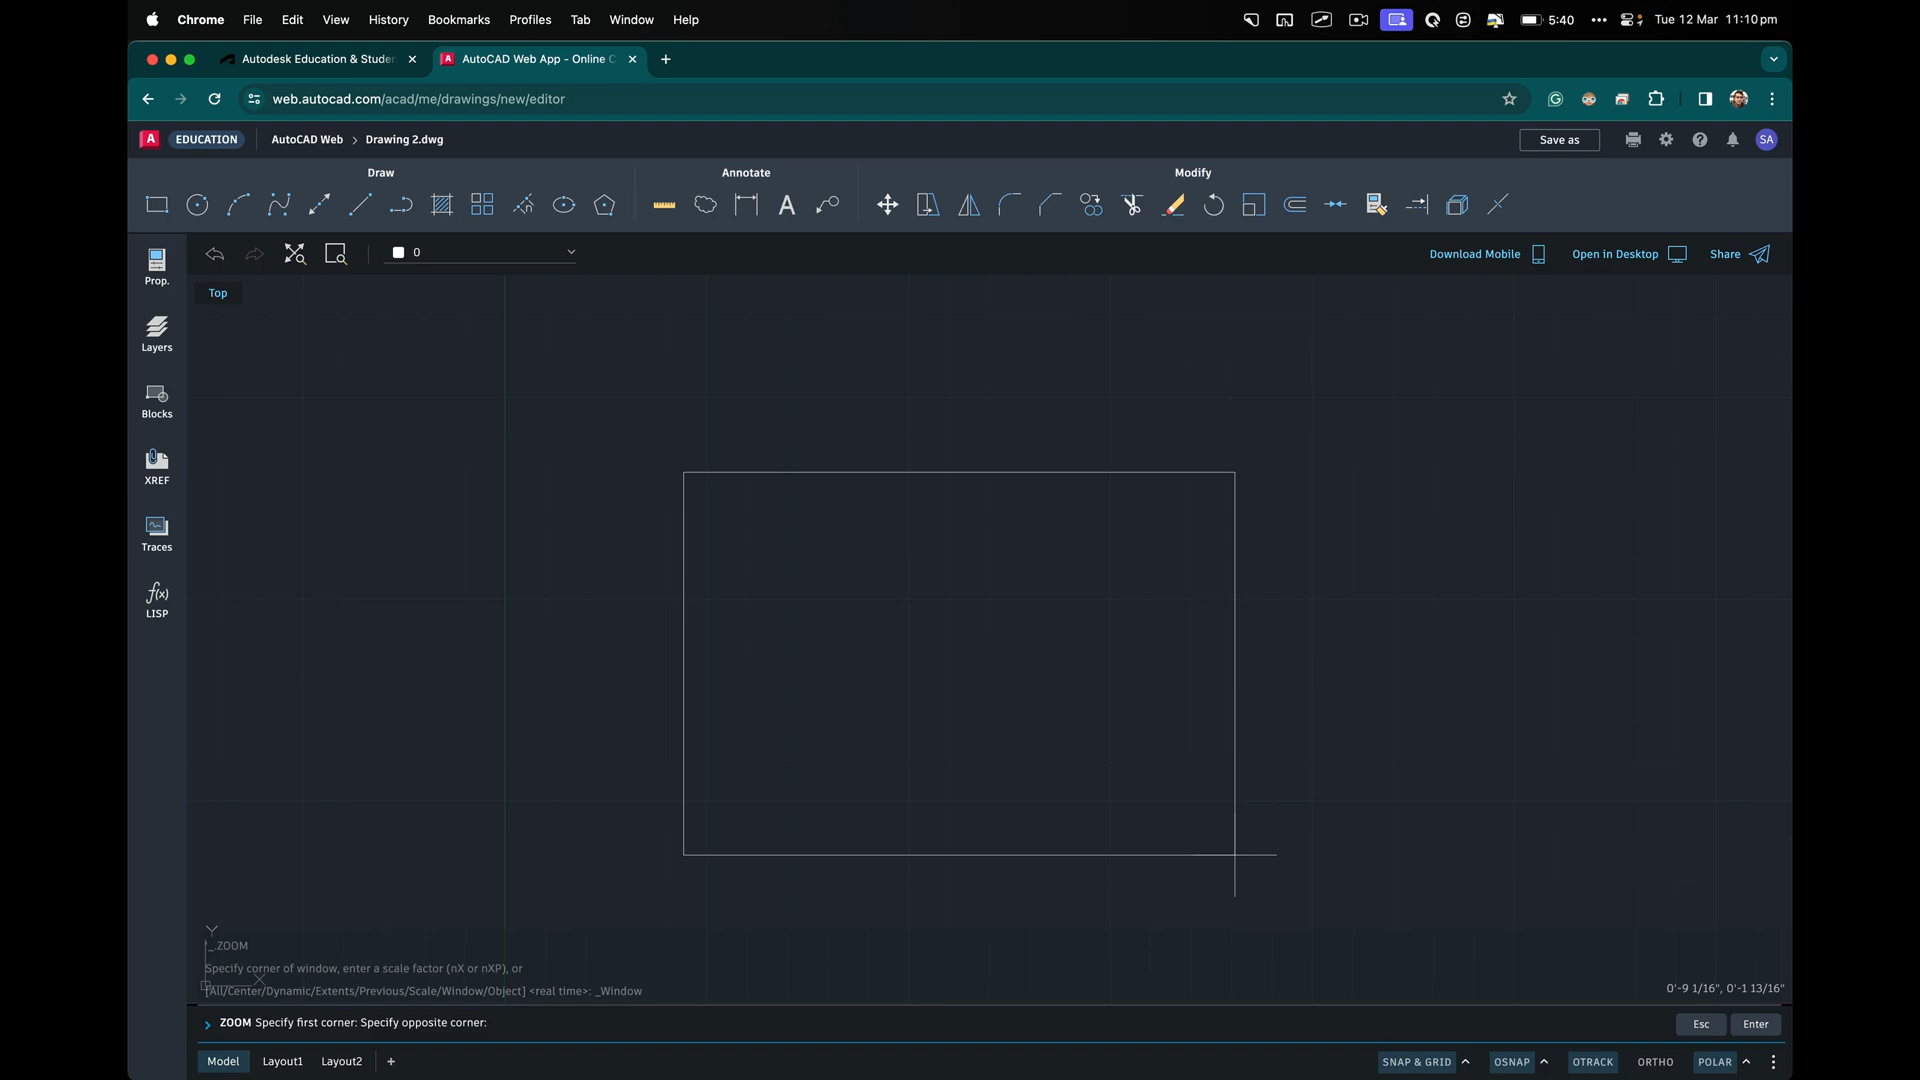 Chrome File Edit View History Bookmarks Profiles Tab Window Help 5:40 Tue 12 Mar 11:10 pm
Autodesk Education & Studen AutoCAD Web App - Online C
web.autocad.com/acad/me/drawings/new/editor
A EDUCATION AutoCAD Web > Drawing 2.dwg Save as SA
Draw Annotate Modify
A
0 Download Mobile Open in Desktop Share
Prop.
Top
Layers
Blocks
XREF
Traces
f(x)
LISP
Y
'_.ZOOM
Specify corner of window, enter a scale factor (nX or nXP), or
X
[All/Center/Dynamic/Extents/Previous/Scale/Window/Object] <real time>: _Window
0'-9 1/16", 0'-1 13/16"
ZOOM Specify first corner: Specify opposite corner: Esc Enter
Model Layout1 Layout2 + SNAP & GRID OSNAP OTRACK ORTHO POLAR